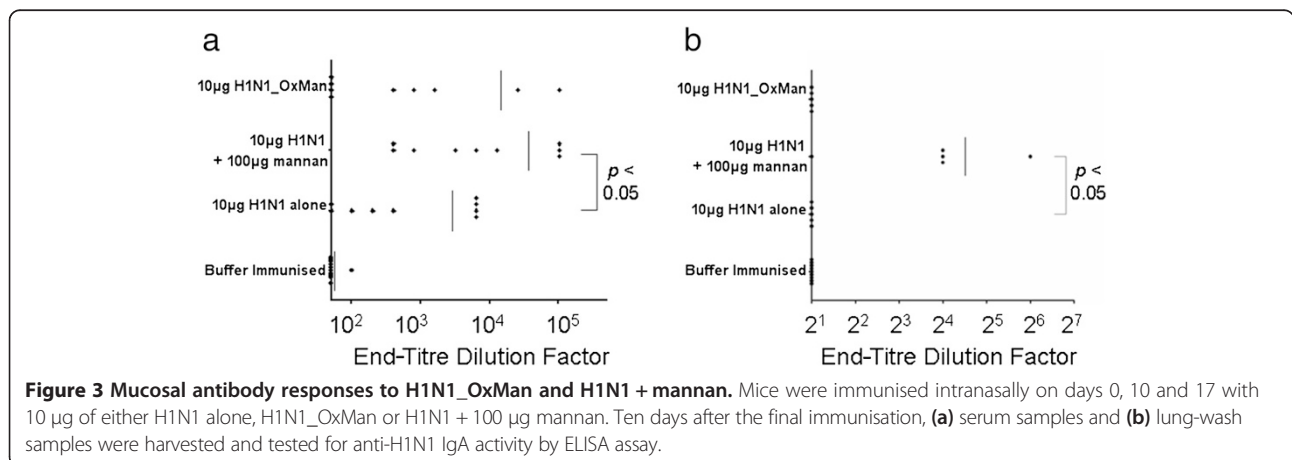 a
10µg H1N1_OxMan
10µg H1N1
+ 100µg mannan
10µg H1N1 alone
Buffer Immunised
p <
0.05
10² 10³ 10⁴ 10⁵
End-Titre Dilution Factor
b
10µg H1N1_OxMan
10µg H1N1
+ 100µg mannan
10µg H1N1 alone
Buffer Immunised
p <
0.05
2¹ 2² 2³ 2⁴ 2⁵ 2⁶ 2⁷
End-Titre Dilution Factor
Figure 3 Mucosal antibody responses to H1N1_OxMan and H1N1 + mannan. Mice were immunised intranasally on days 0, 10 and 17 with
10 µg of either H1N1 alone, H1N1_OxMan or H1N1 + 100 µg mannan. Ten days after the final immunisation, (a) serum samples and (b) lung-wash
samples were harvested and tested for anti-H1N1 IgA activity by ELISA assay.